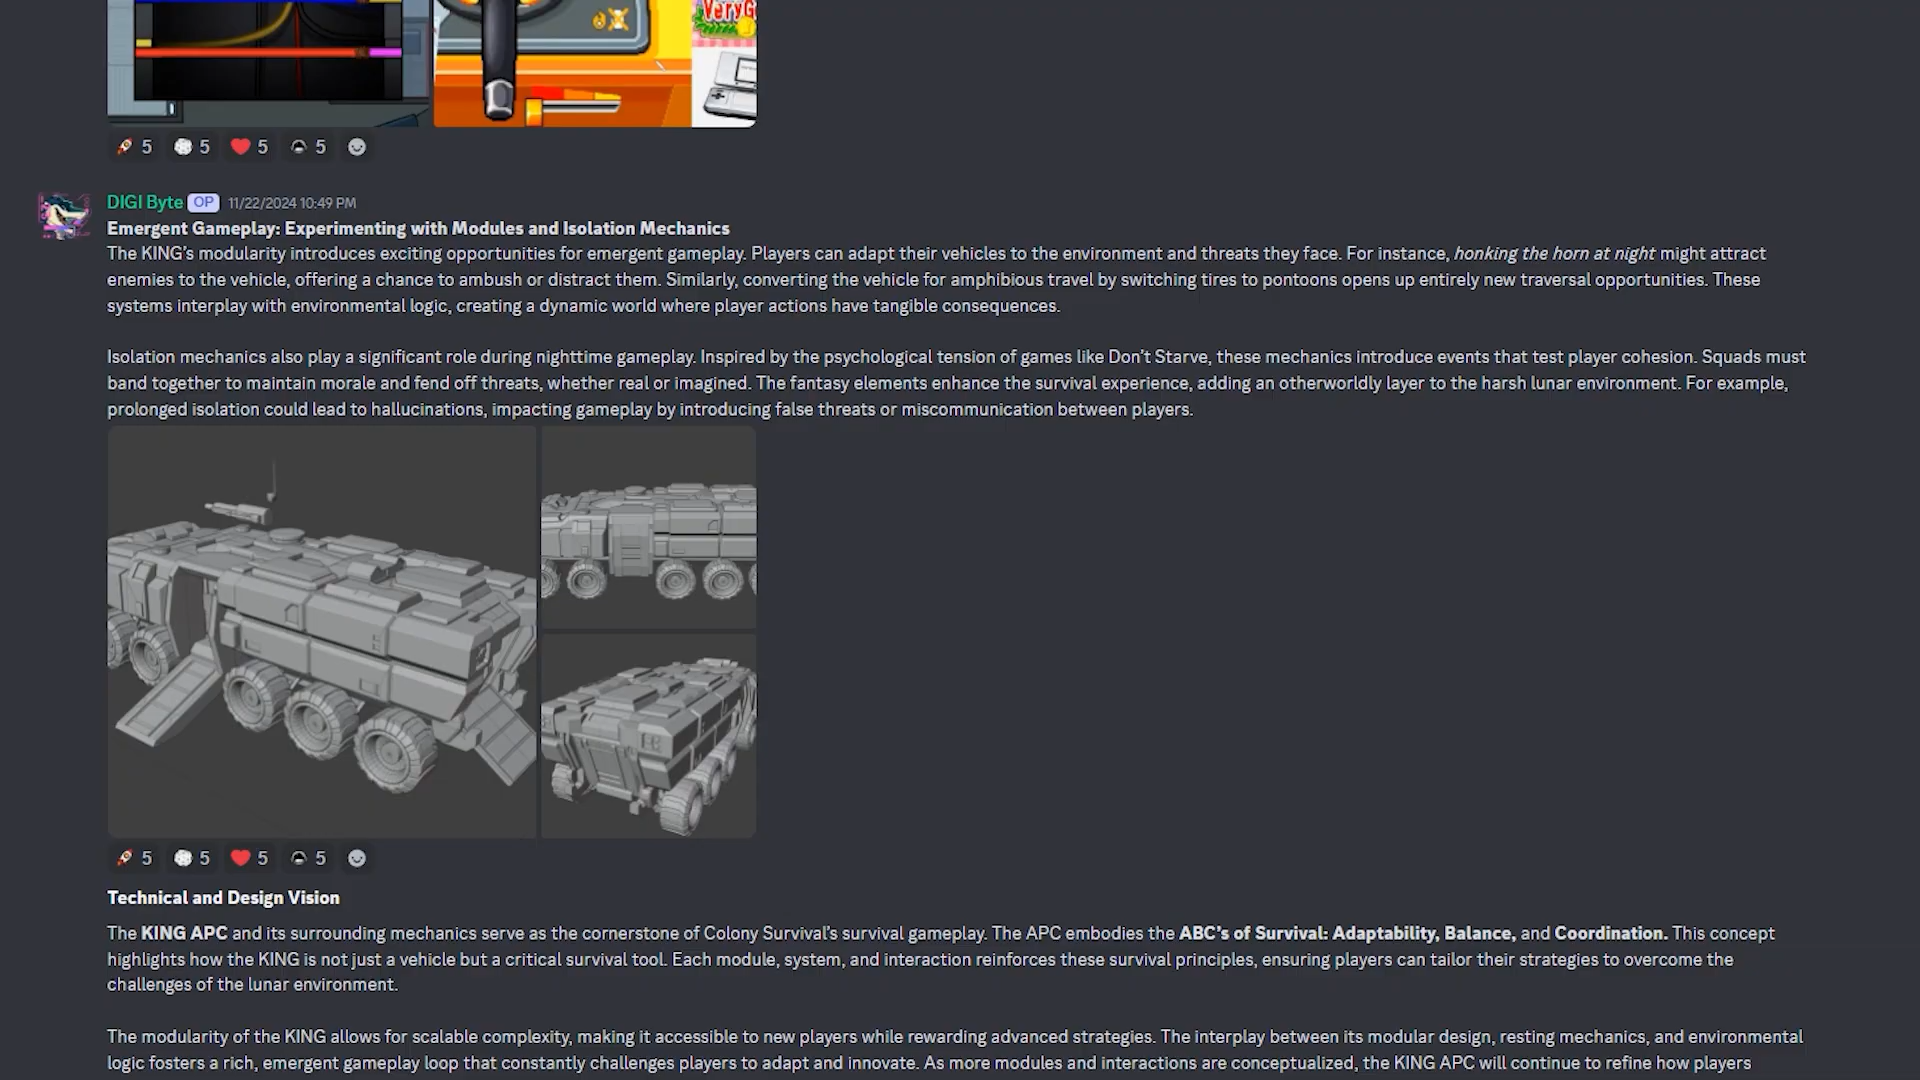 VeryG
5 5 5 5
DIGI Byte OP 11/22/2024 10:49 PM
Emergent Gameplay: Experimenting with Modules and Isolation Mechanics
The KING's modularity introduces exciting opportunities for emergent gameplay. Players can adapt their vehicles to the environment and threats they face. For instance, honking the horn at night might attract
enemies to the vehicle, offering a chance to ambush or distract them. Similarly, converting the vehicle for amphibious travel by switching tires to pontoons opens up entirely new traversal opportunities. These
systems interplay with environmental logic, creating a dynamic world where player actions have tangible consequences.
Isolation mechanics also play a significant role during nighttime gameplay. Inspired by the psychological tension of games like Don't Starve, these mechanics introduce events that test player cohesion. Squads must
band together to maintain morale and fend off threats, whether real or imagined. The fantasy elements enhance the survival experience, adding an otherworldly layer to the harsh lunar environment. For example,
prolonged isolation could lead to hallucinations, impacting gameplay by introducing false threats or miscommunication between players.
5 5 5 5
Technical and Design Vision
The KING APC and its surrounding mechanics serve as the cornerstone of Colony Survival's survival gameplay. The APC embodies the ABC's of Survival: Adaptability, Balance, and Coordination. This concept
highlights how the KING is not just a vehicle but a critical survival tool. Each module, system, and interaction reinforces these survival principles, ensuring players can tailor their strategies to overcome the
challenges of the lunar environment.
The modularity of the KING allows for scalable complexity, making it accessible to new players while rewarding advanced strategies. The interplay between its modular design, resting mechanics, and environmental
logic fosters a rich, emergent gameplay loop that constantly challenges players to adapt and innovate. As more modules and interactions are conceptualized, the KING APC will continue to refine how players